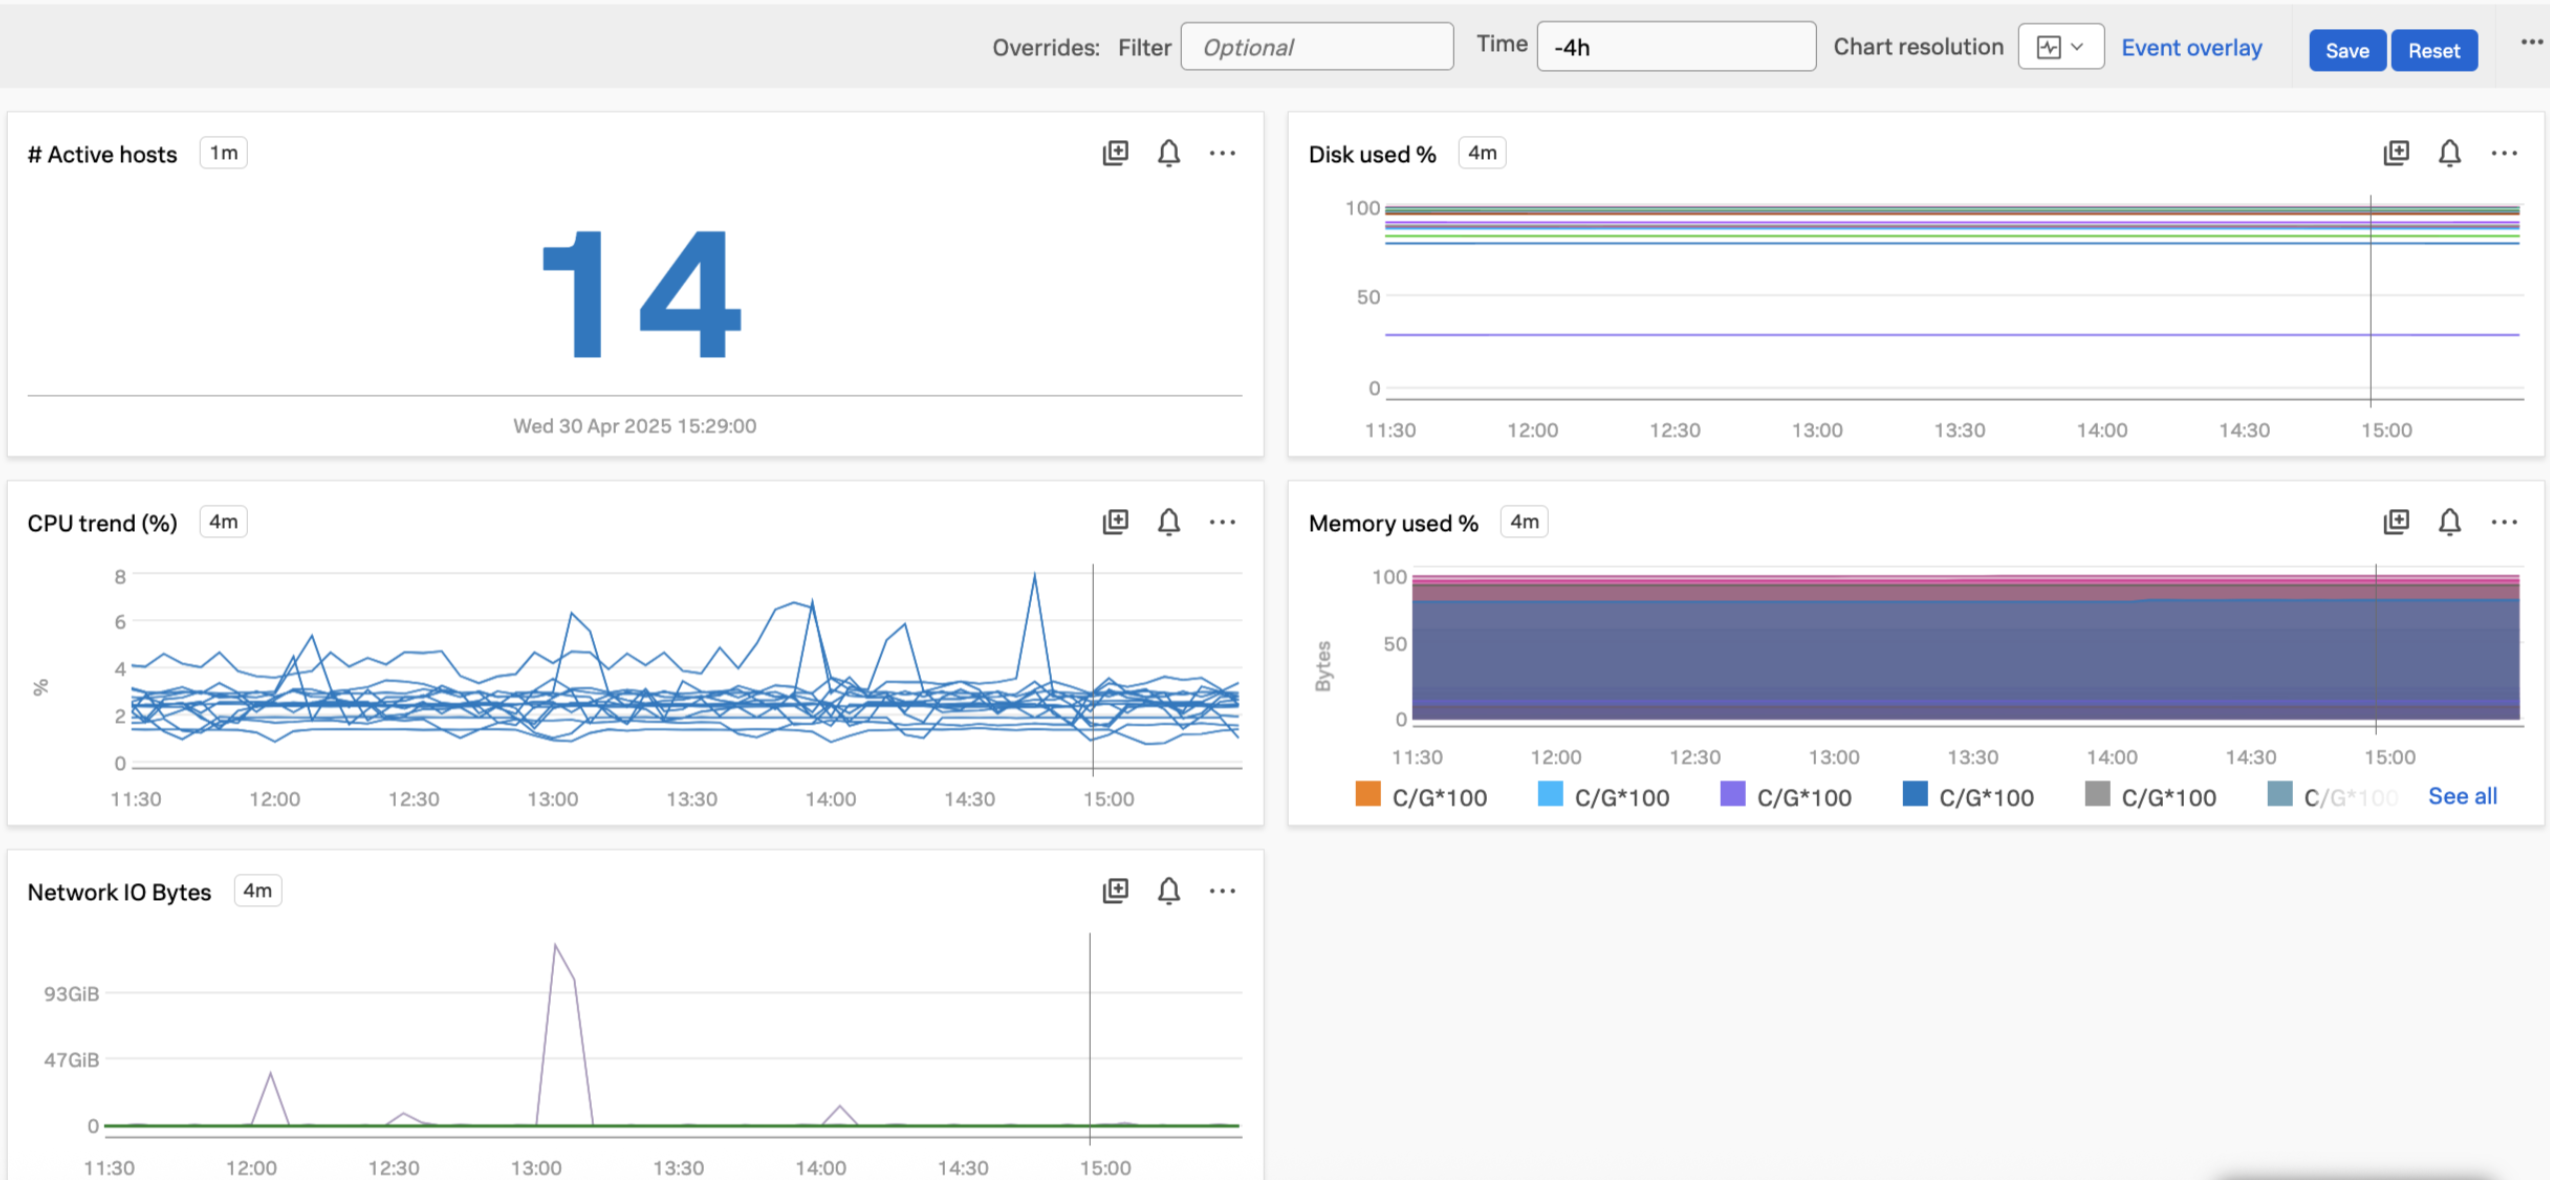 Overrides: Filter Optional Time -4h Chart resolution Event overlay Save Reset
# Active hosts 1m
14
Wed 30 Apr 2025 15:29:00
Disk used % 4m
100
50
0
11:30 12:00 12:30 13:00 13:30 14:00 14:30 15:00
CPU trend (%) 4m
8
6
4
2
0
%
11:30 12:00 12:30 13:00 13:30 14:00 14:30 15:00
Memory used % 4m
100
50
0
Bytes
11:30 12:00 12:30 13:00 13:30 14:00 14:30 15:00
C/G*100 C/G*100 C/G*100 C/G*100 C/G*100 C/G*100 See all
Network IO Bytes 4m
93GiB
47GiB
0
11:30 12:00 12:30 13:00 13:30 14:00 14:30 15:00